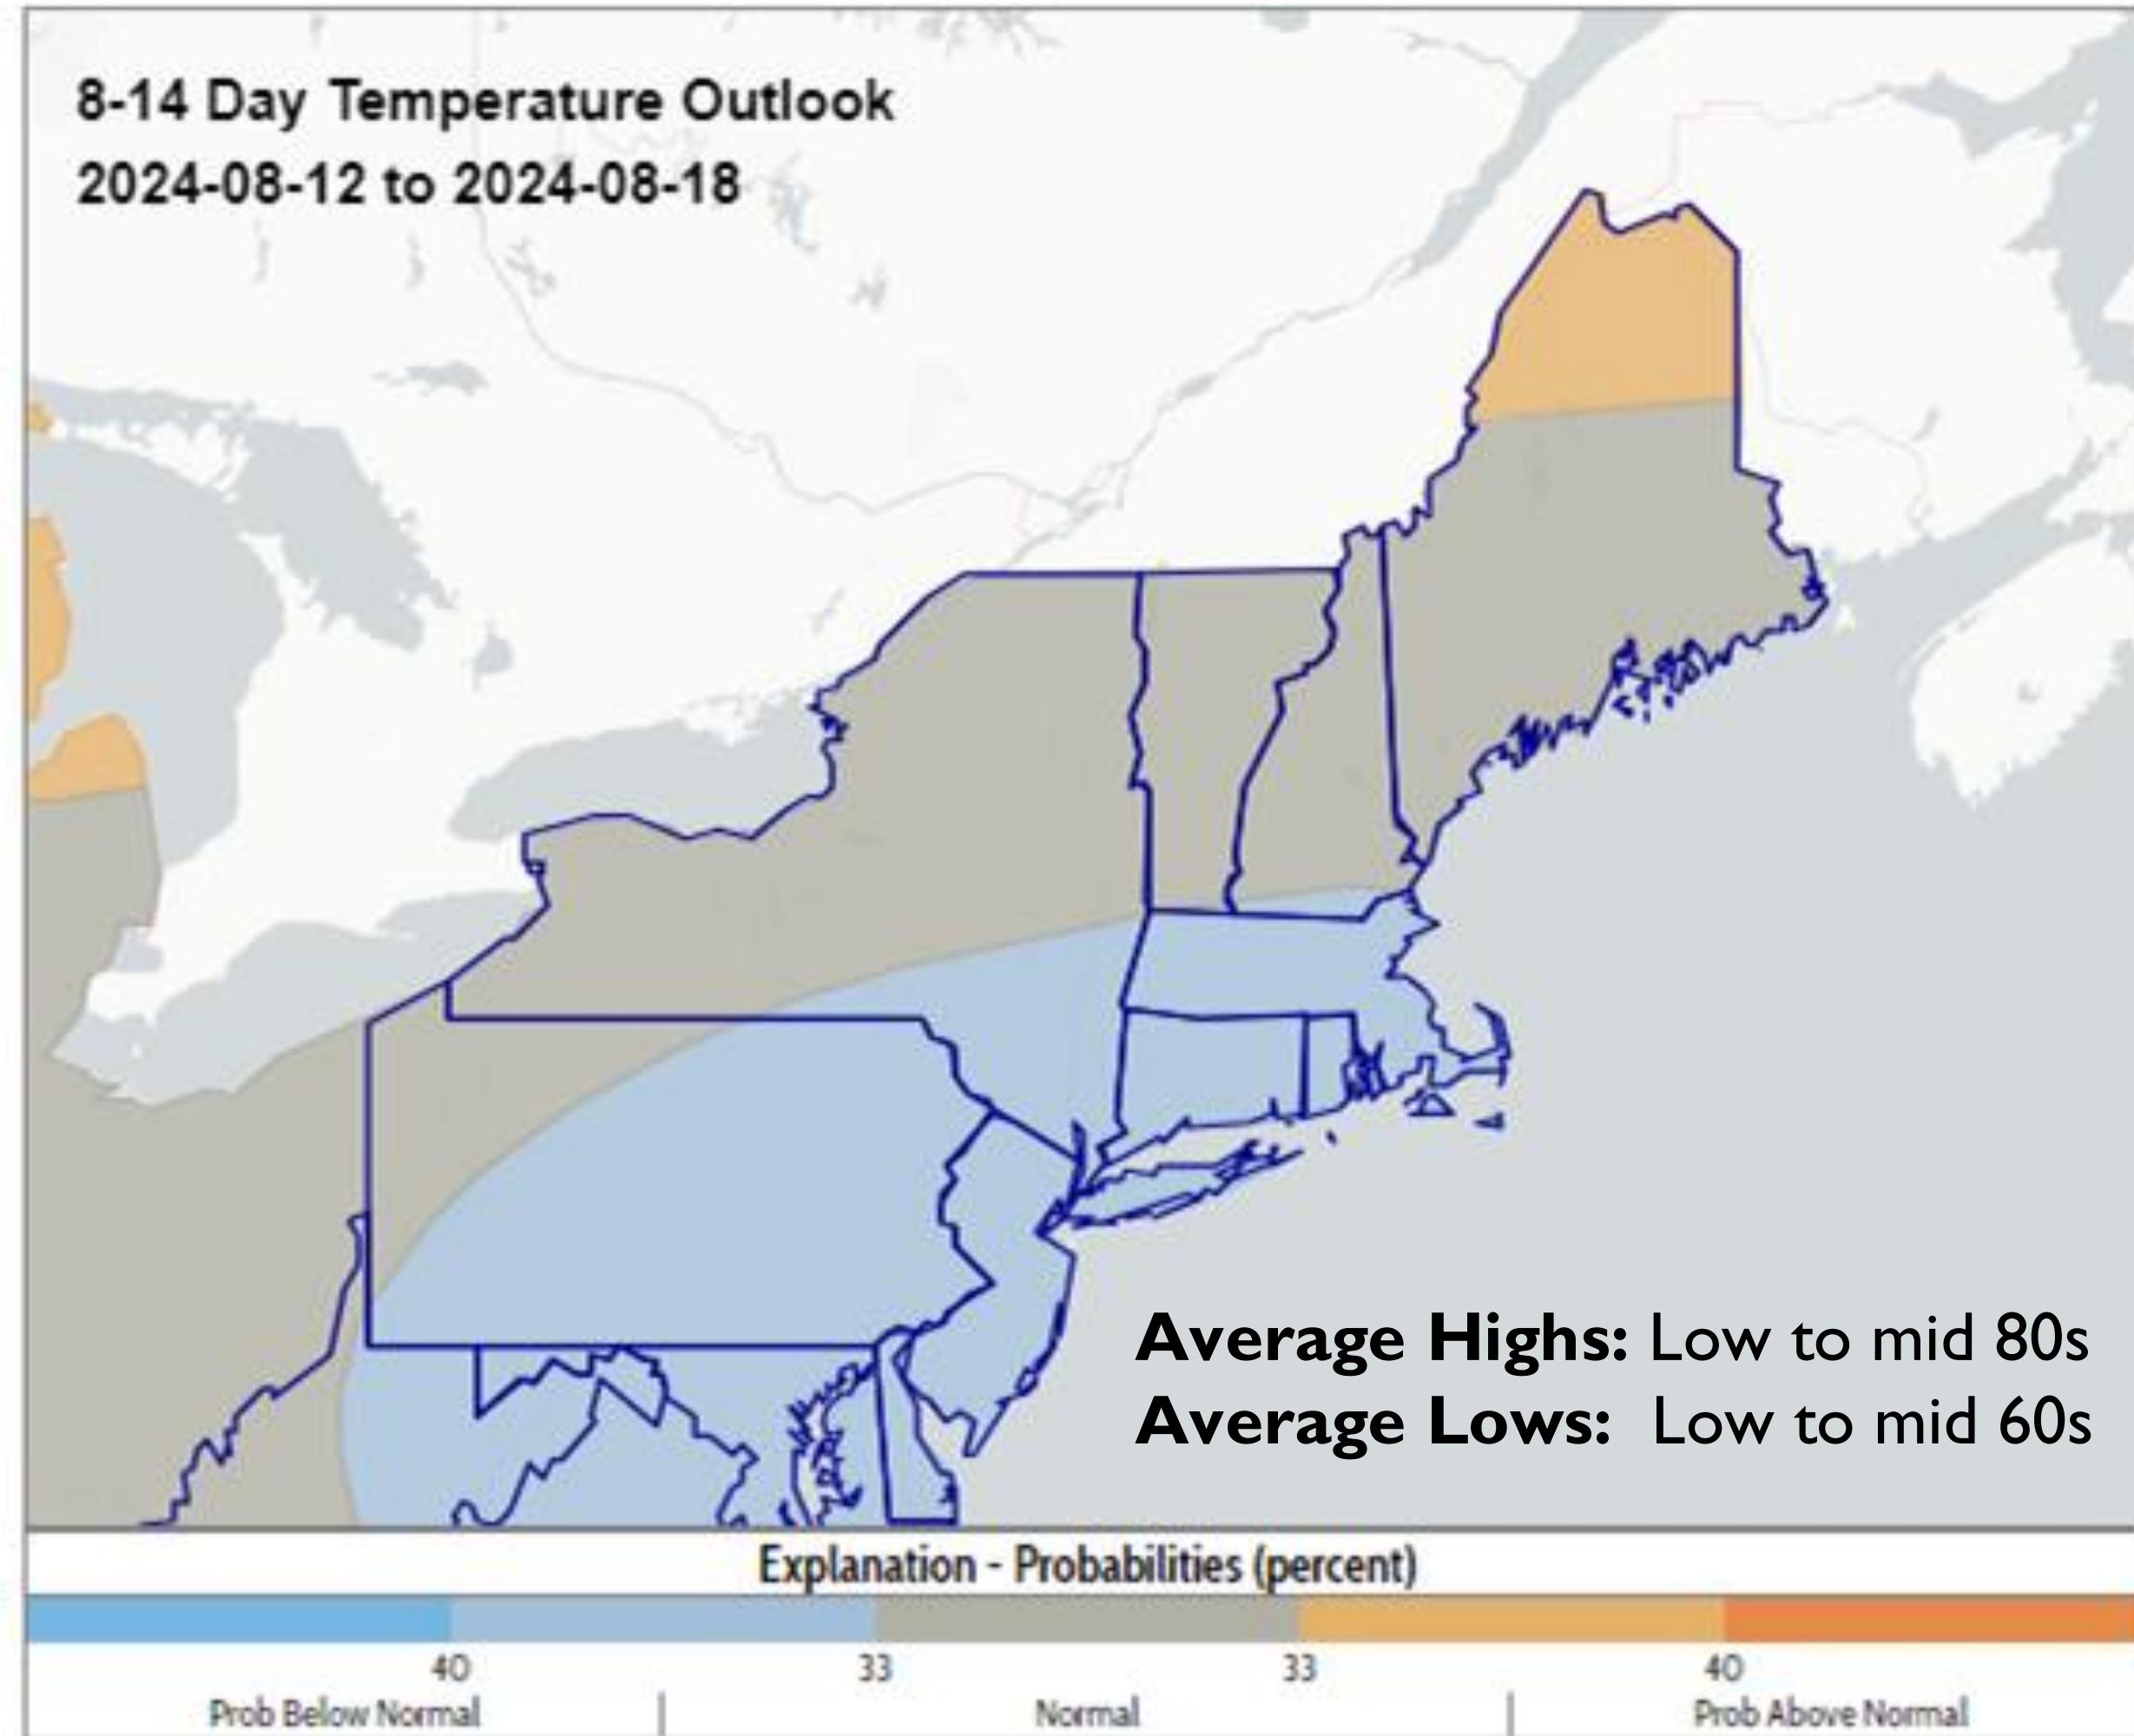 8-14 Day Temperature Outlook
2024-08-12 to 2024-08-18
Average Highs: Low to mid 80s
Average Lows: Low to mid 60s
Explanation - Probabilities (percent)
40 33 33 40
Prob Below Normal Normal Prob Above Normal